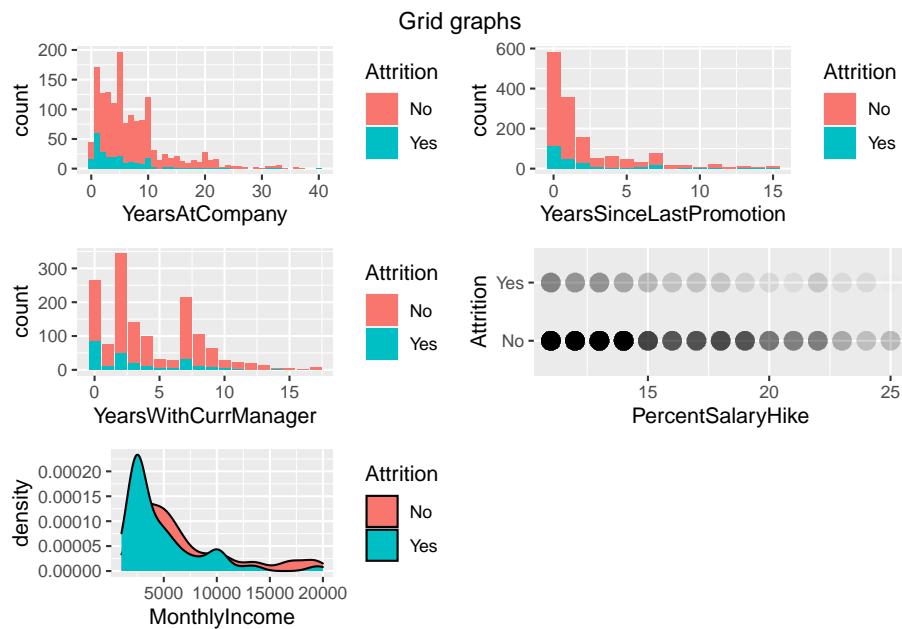 Grid graphs
200
150
100
50
0
count
0 10 20 30 40
YearsAtCompany
Attrition
No
Yes
600
400
200
0
count
0 5 10 15
YearsSinceLastPromotion
Attrition
No
Yes
300
200
100
0
count
0 5 10 15
YearsWithCurrManager
Attrition
No
Yes
Yes
No
Attrition
15 20 25
PercentSalaryHike
0.00020
0.00015
0.00010
0.00005
0.00000
density
5000 10000 15000 20000
MonthlyIncome
Attrition
No
Yes